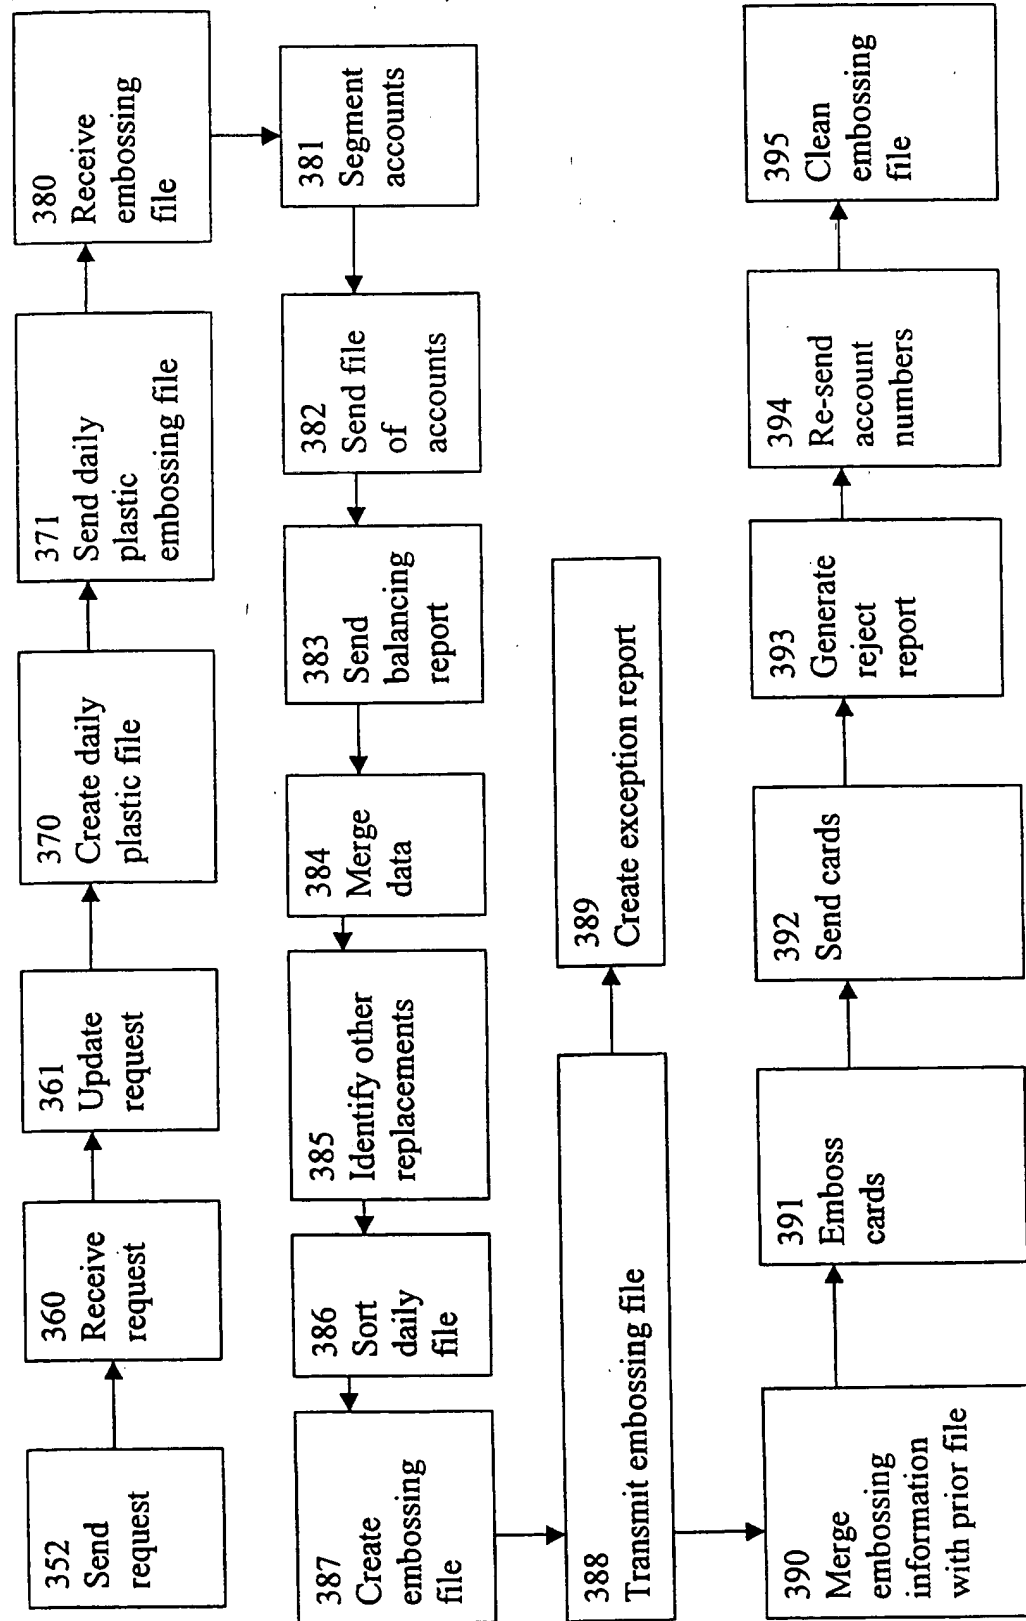 352
Send
request
360
Receive
request
361
Update
request
370
Create daily
plastic file
371
Send daily
plastic
embossing file
380
Receive
embossing
file
381
Segment
accounts
382
Send file
of
accounts
383
Send
balancing
report
384
Merge
data
385
Identify other
replacements
386
Sort
daily
file
387
Create
embossing
file
388
Transmit embossing file
389
Create exception report
390
Merge
embossing
information
with prior file
391
Emboss
cards
392
Send cards
393
Generate
reject
report
394
Re-send
account
numbers
395
Clean
embossing
file